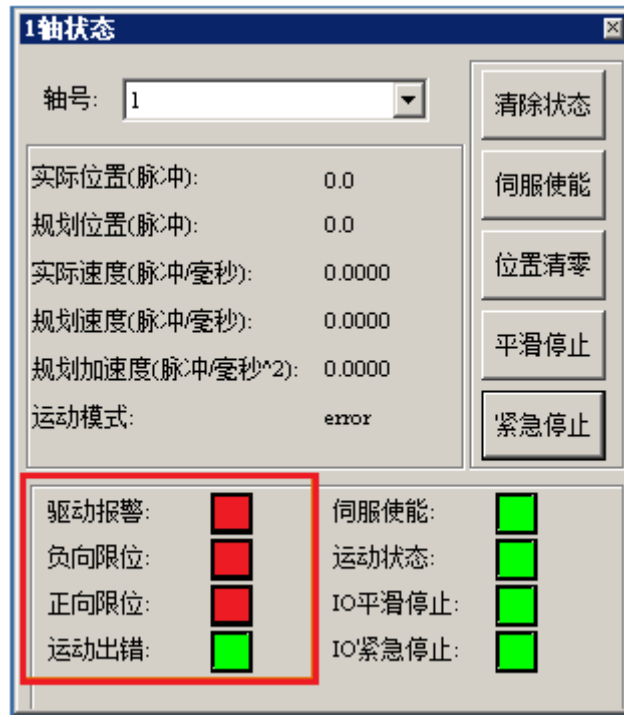 1轴状态
轴号: 1
清除状态
实际位置(脉冲): 0.0
伺服使能
规划位置(脉冲): 0.0
实际速度(脉冲/毫秒): 0.0000
位置清零
规划速度(脉冲/毫秒): 0.0000
平滑停止
规划加速度(脉冲/毫秒^2): 0.0000
运动模式: error
紧急停止
驱动报警: 伺服使能:
负向限位: 运动状态:
正向限位: IO平滑停止:
运动出错: IO紧急停止: